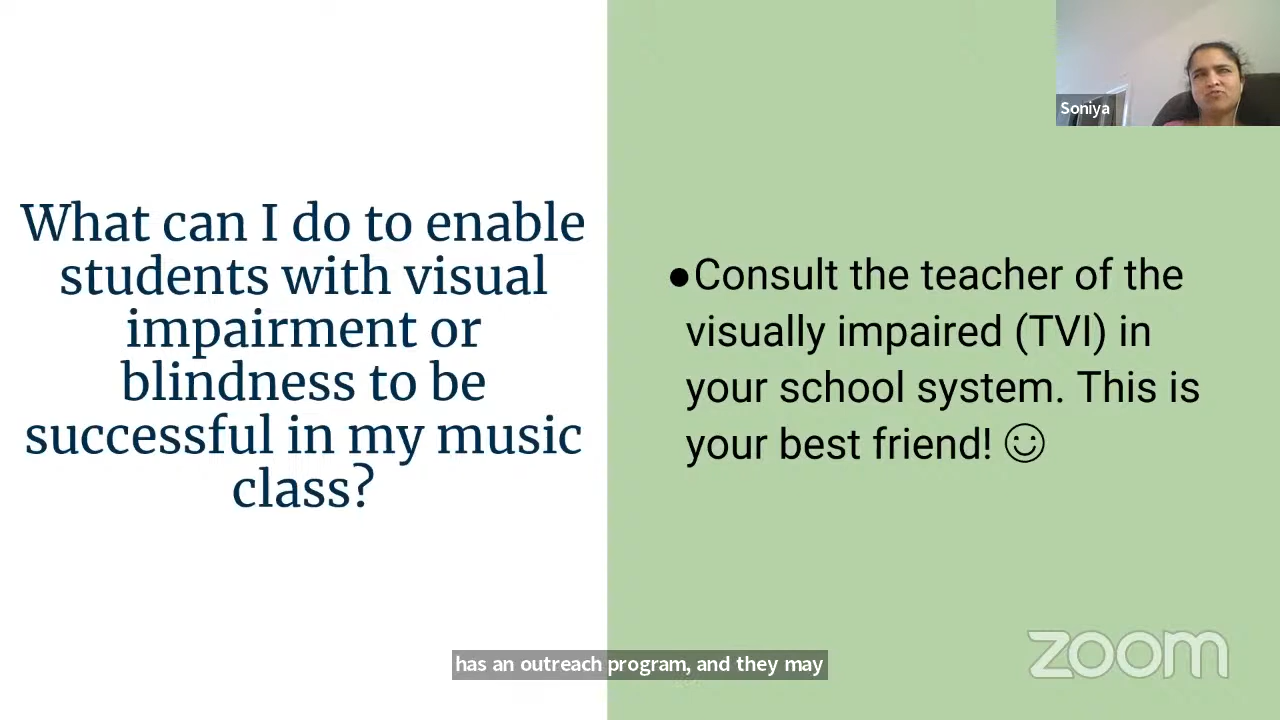 Soniya
What can I do to enable
students with visual
impairment or
blindness to be
successful in my music
class?
●Consult the teacher of the
visually impaired (TVI) in
your school system. This is
your best friend! ☺
has an outreach program, and they may
zoom